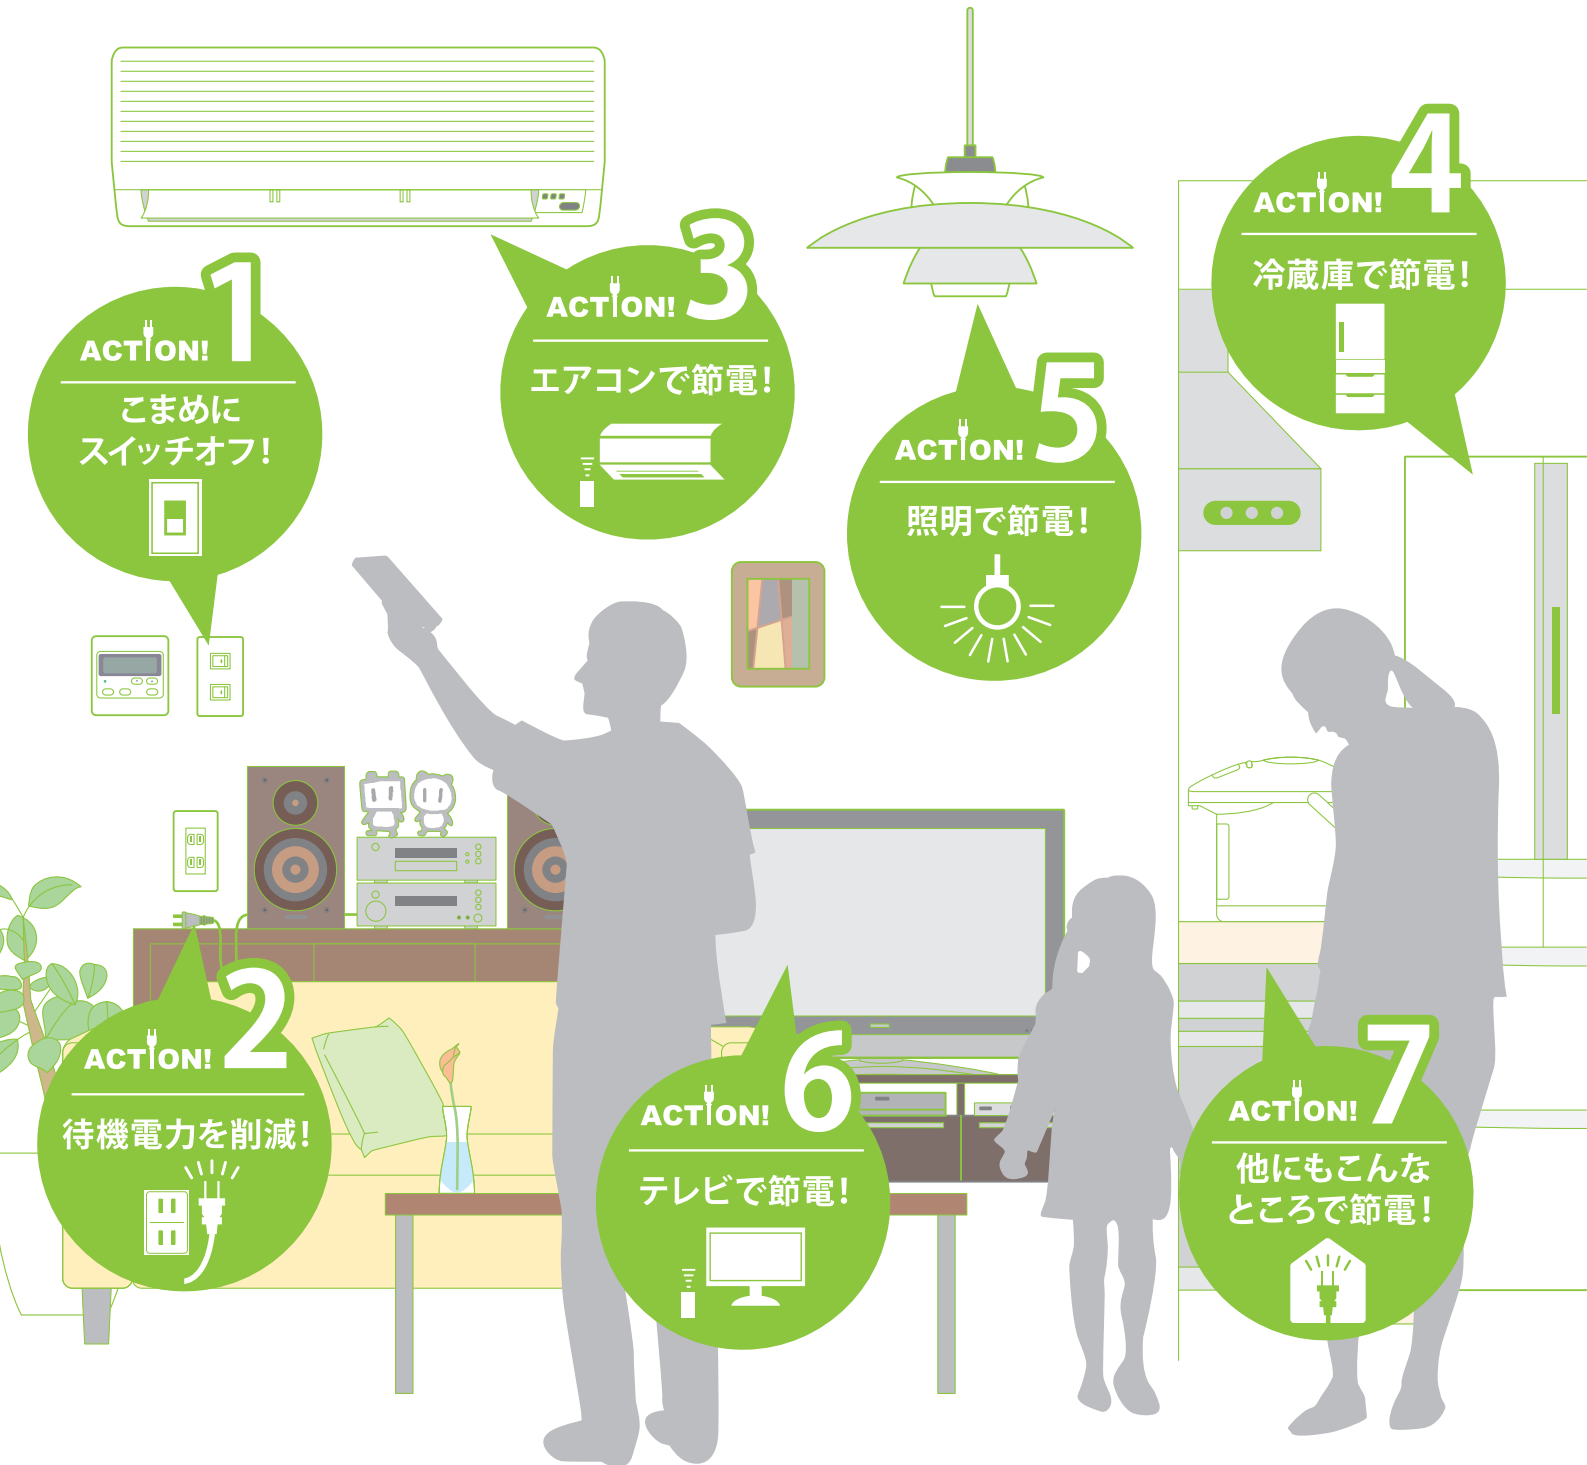 ACTION! 1
こまめに
スイッチオフ!
ACTION! 2
待機電力を削減!
ACTION! 3
エアコンで節電!
ACTION! 4
冷蔵庫で節電!
ACTION! 5
照明で節電!
ACTION! 6
テレビで節電!
ACTION! 7
他にもこんな
ところで節電!